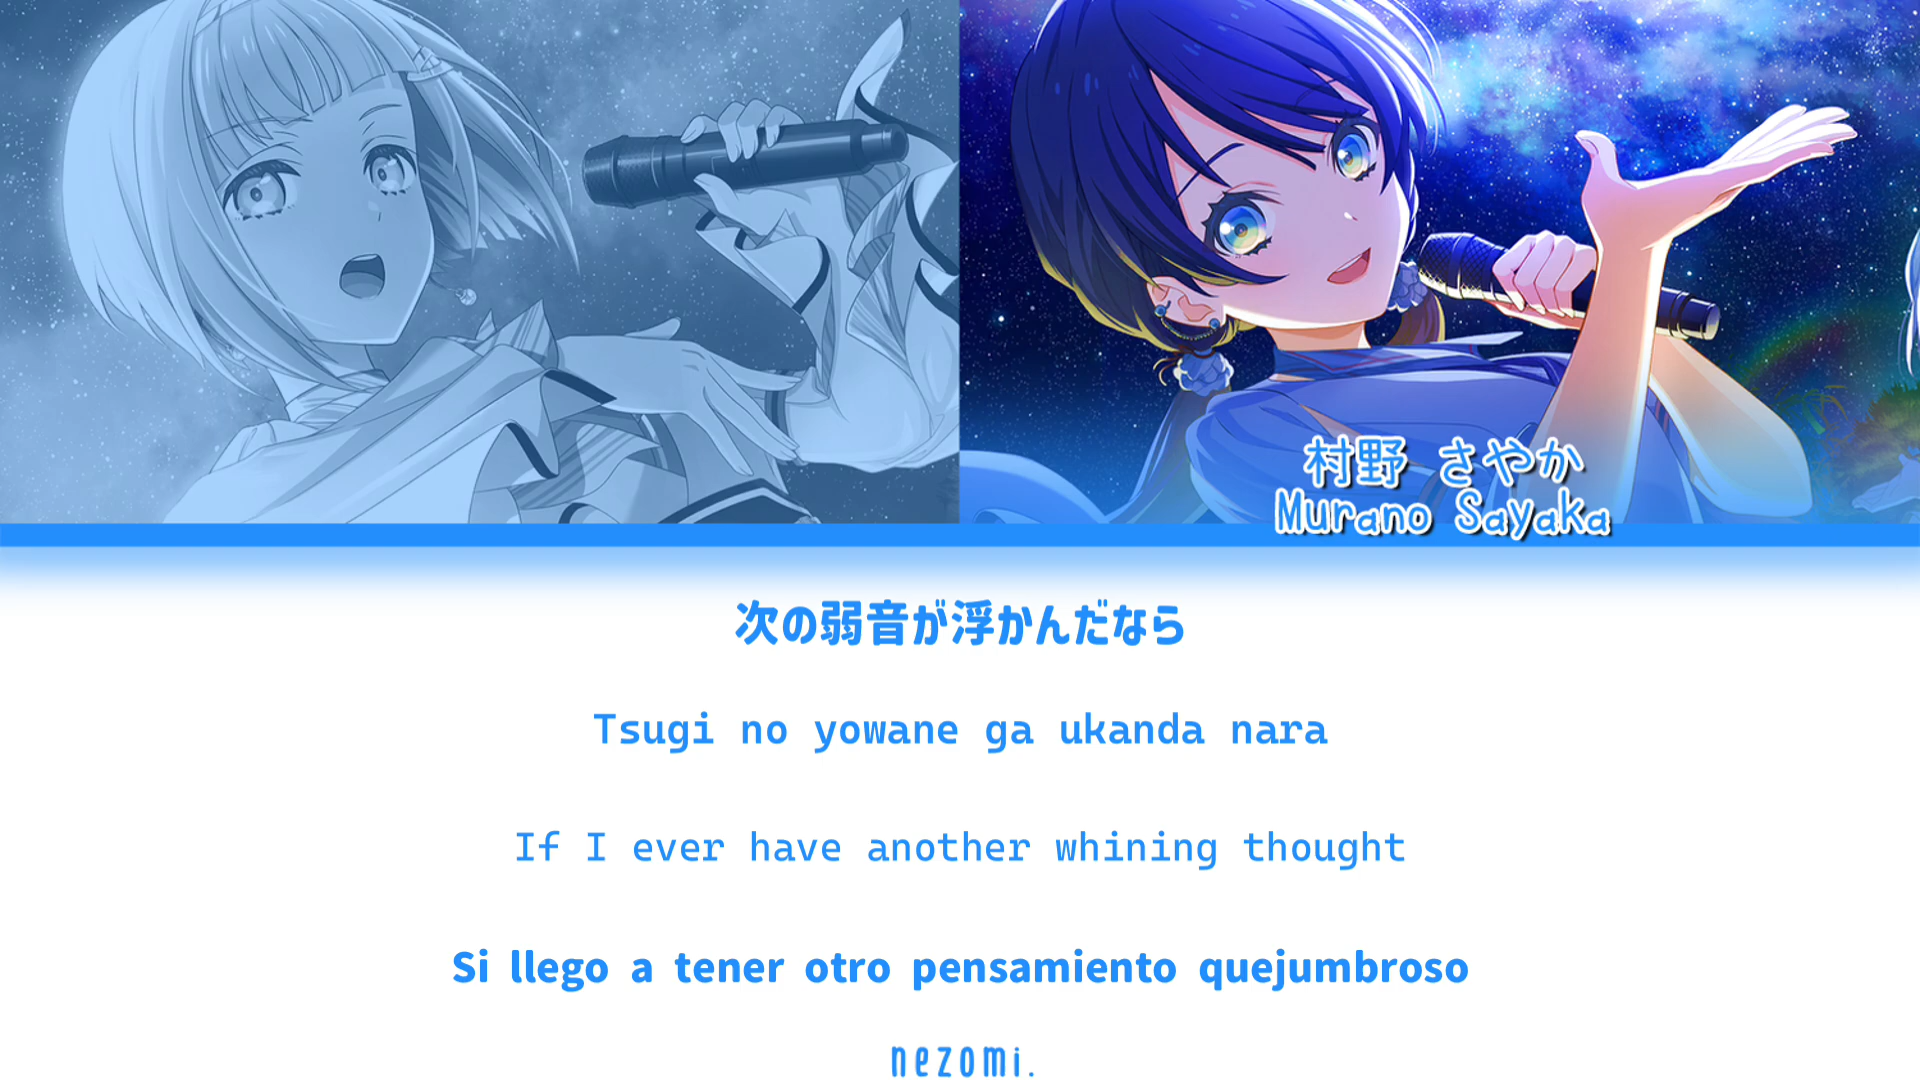 村野 さやか
Murano Sayaka
次の弱音が浮かんだなら
Tsugi no yowane ga ukanda nara
If I ever have another whining thought
Si llego a tener otro pensamiento quejumbroso
nezomi.